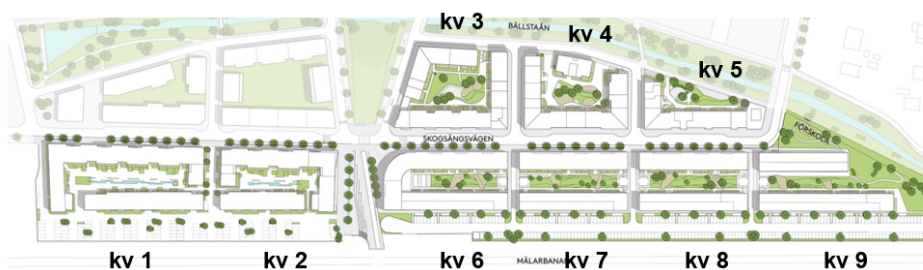 kv 3
BÄLLSTAÅN
kv 4
kv 5
SKOGSÄNGSVÄGEN
FÖRSKOLA
kv 1
kv 2
kv 6
MÄLARBANAN
kv 7
kv 8
kv 9